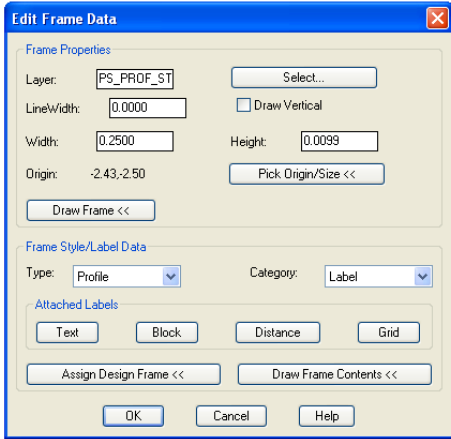 Edit Frame Data
Frame Properties
Layer: PS_PROF_ST Select...
LineWidth: 0.0000 Draw Vertical
Width: 0.2500 Height: 0.0099
Origin: -2.43,-2.50 Pick Origin/Size <<
Draw Frame <<
Frame Style/Label Data
Type: Profile Category: Label
Attached Labels
Text Block Distance Grid
Assign Design Frame << Draw Frame Contents <<
OK Cancel Help